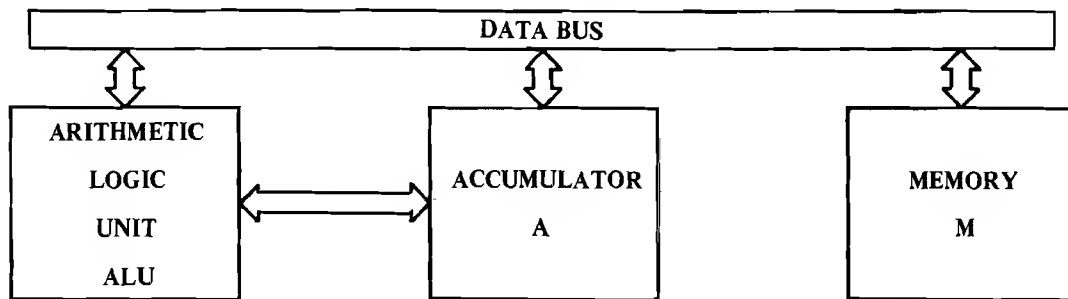 DATA BUS
ARITHMETIC
LOGIC
UNIT
ALU
ACCUMULATOR
A
MEMORY
M